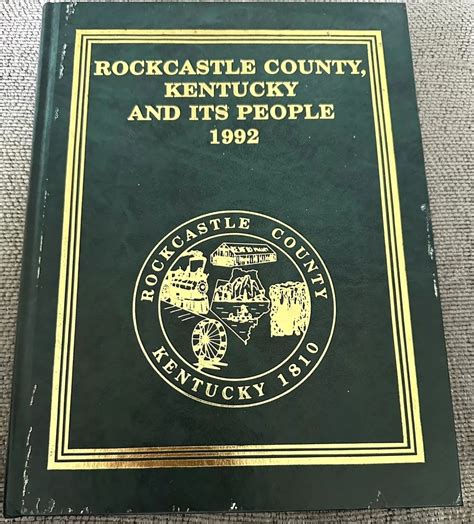 ROCKCASTLE COUNTY,
KENTUCKY
AND ITS PEOPLE
1992
ROCKCASTLE COUNTY
KENTUCKY 1810